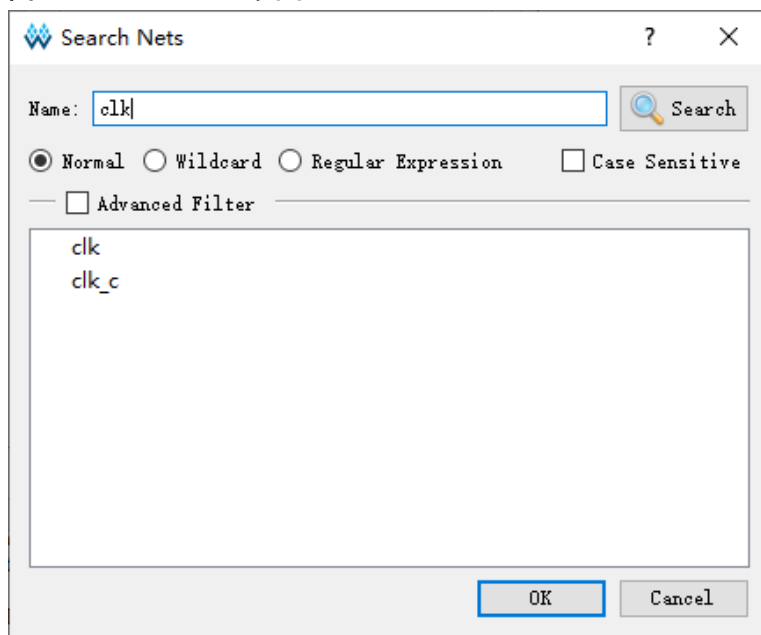 Search Nets ?
Name: clk Search
Normal Wildcard Regular Expression Case Sensitive
Advanced Filter
clk
clk_c
OK Cancel